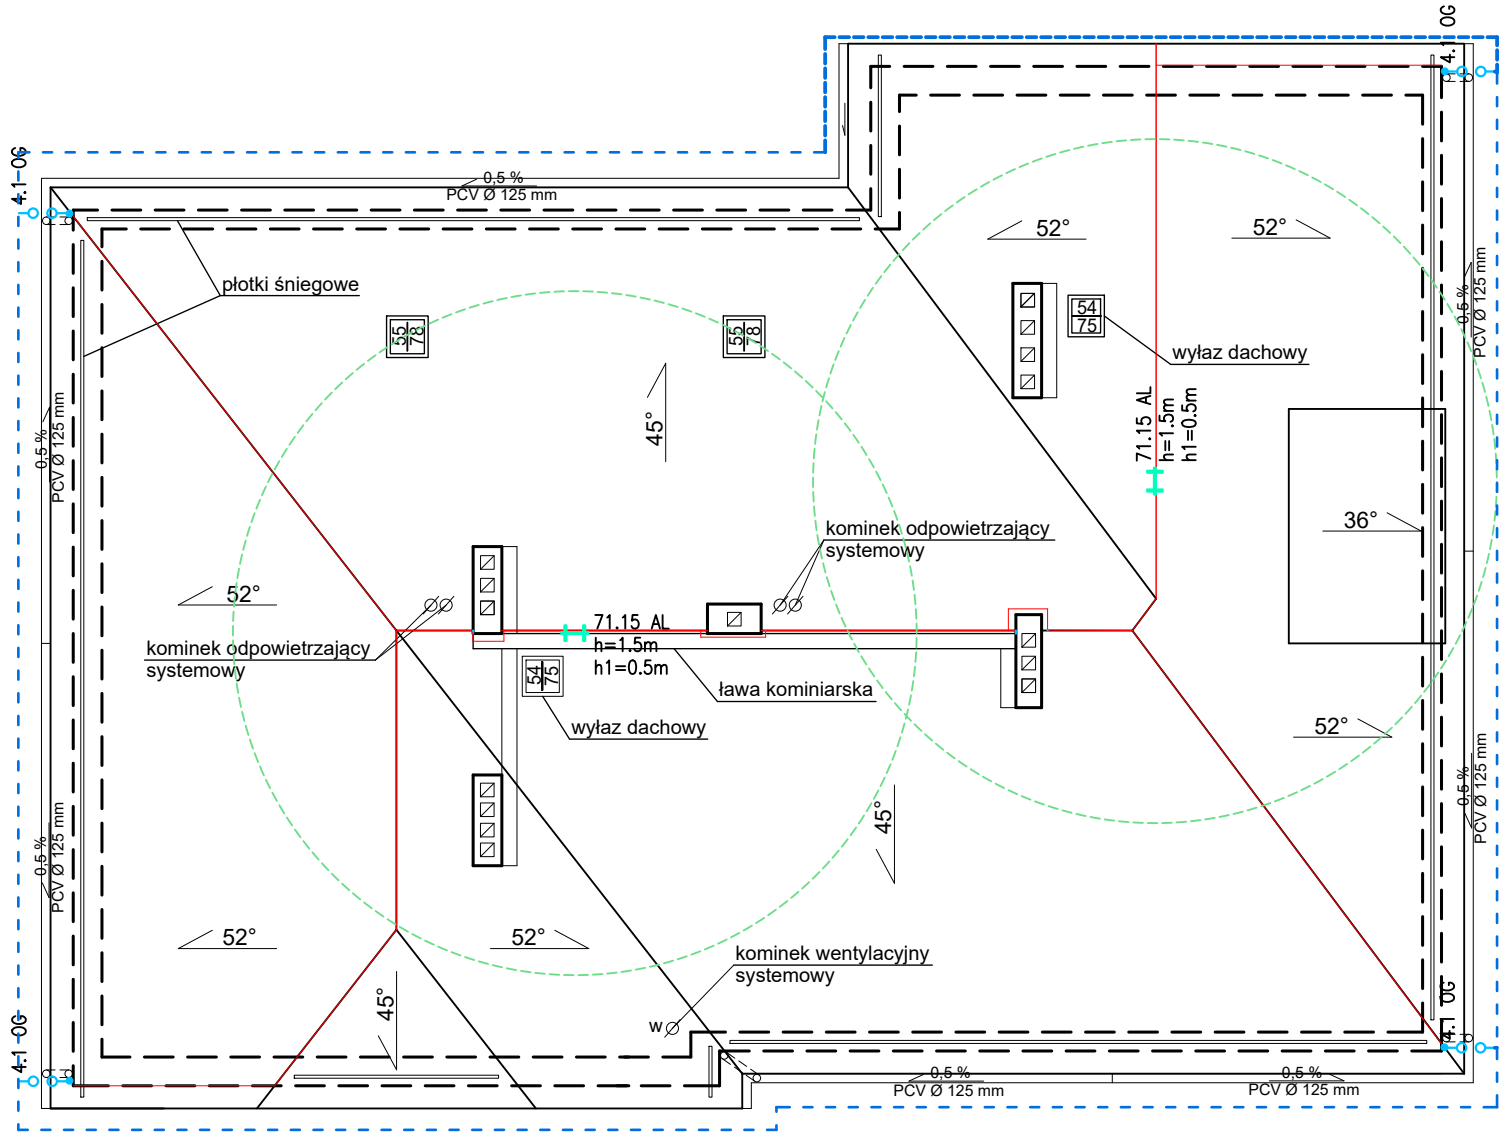 4.1 OG
4.1 OG
0,5 %
PCV Ø 125 mm
52°
52°
płotki śniegowe
0,5 %
PCV Ø 125 mm
55
78
55
78
54
75
wyłaz dachowy
45°
71.15 AL
h=1.5m
h1=0.5m
0,5 %
PCV Ø 125 mm
36°
kominek odpowietrzający
systemowy
52°
71.15 AL
h=1.5m
h1=0.5m
kominek odpowietrzający
systemowy
54
75
ława kominiarska
wyłaz dachowy
52°
0,5 %
PCV Ø 125 mm
45°
0,5 %
PCV Ø 125 mm
52°
52°
kominek wentylacyjny
systemowy
45°
w
4.1 OG
4.1 OG
0,5 %
PCV Ø 125 mm
0,5 %
PCV Ø 125 mm